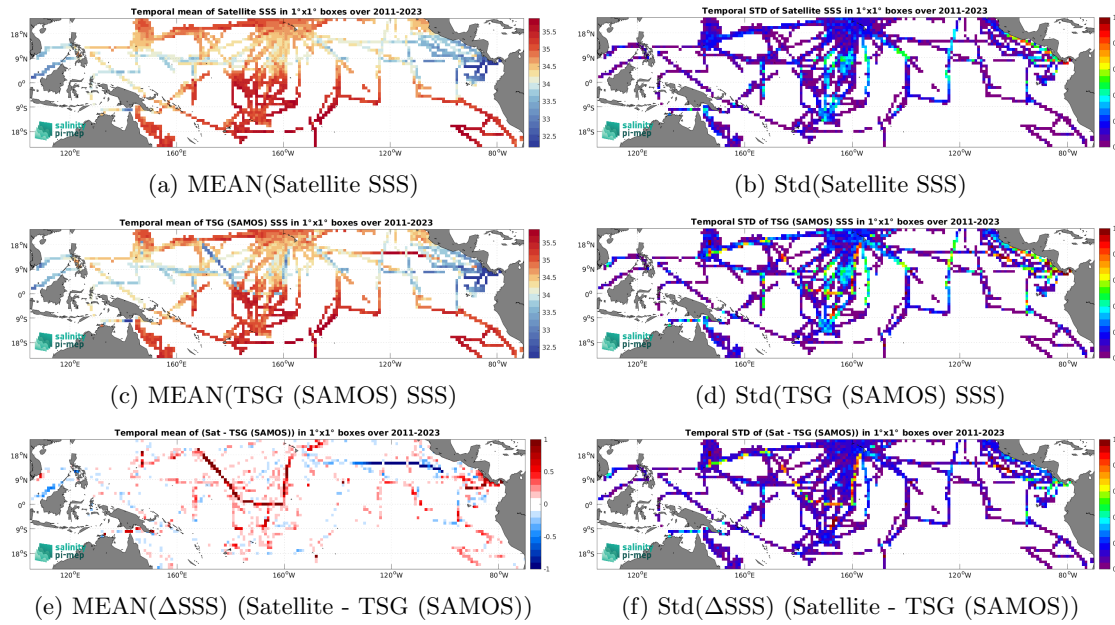 Temporal mean of Satellite SSS in 1°x1° boxes over 2011-2023
18°N
9°N
0°
9°S
18°S
120°E
160°E
160°W
120°W
80°W
35.5
35
34.5
34
33.5
33
32.5
salinity
pi-mep
(a) MEAN(Satellite SSS)
Temporal STD of Satellite SSS in 1°x1° boxes over 2011-2023
18°N
9°N
0°
9°S
18°S
120°E
160°E
160°W
120°W
80°W
salinity
pi-mep
(b) Std(Satellite SSS)
Temporal mean of TSG (SAMOS) SSS in 1°x1° boxes over 2011-2023
18°N
9°N
0°
9°S
18°S
120°E
160°E
160°W
120°W
80°W
35.5
35
34.5
34
33.5
33
32.5
salinity
pi-mep
(c) MEAN(TSG (SAMOS) SSS)
Temporal STD of TSG (SAMOS) SSS in 1°x1° boxes over 2011-2023
18°N
9°N
0°
9°S
18°S
120°E
160°E
160°W
120°W
80°W
salinity
pi-mep
(d) Std(TSG (SAMOS) SSS)
Temporal mean of (Sat - TSG (SAMOS)) in 1°x1° boxes over 2011-2023
18°N
9°N
0°
9°S
18°S
120°E
160°E
160°W
120°W
80°W
1
0.5
0
-0.5
-1
salinity
pi-mep
(e) MEAN(ΔSSS) (Satellite - TSG (SAMOS))
Temporal STD of (Sat - TSG (SAMOS)) in 1°x1° boxes over 2011-2023
18°N
9°N
0°
9°S
18°S
120°E
160°E
160°W
120°W
80°W
salinity
pi-mep
(f) Std(ΔSSS) (Satellite - TSG (SAMOS))